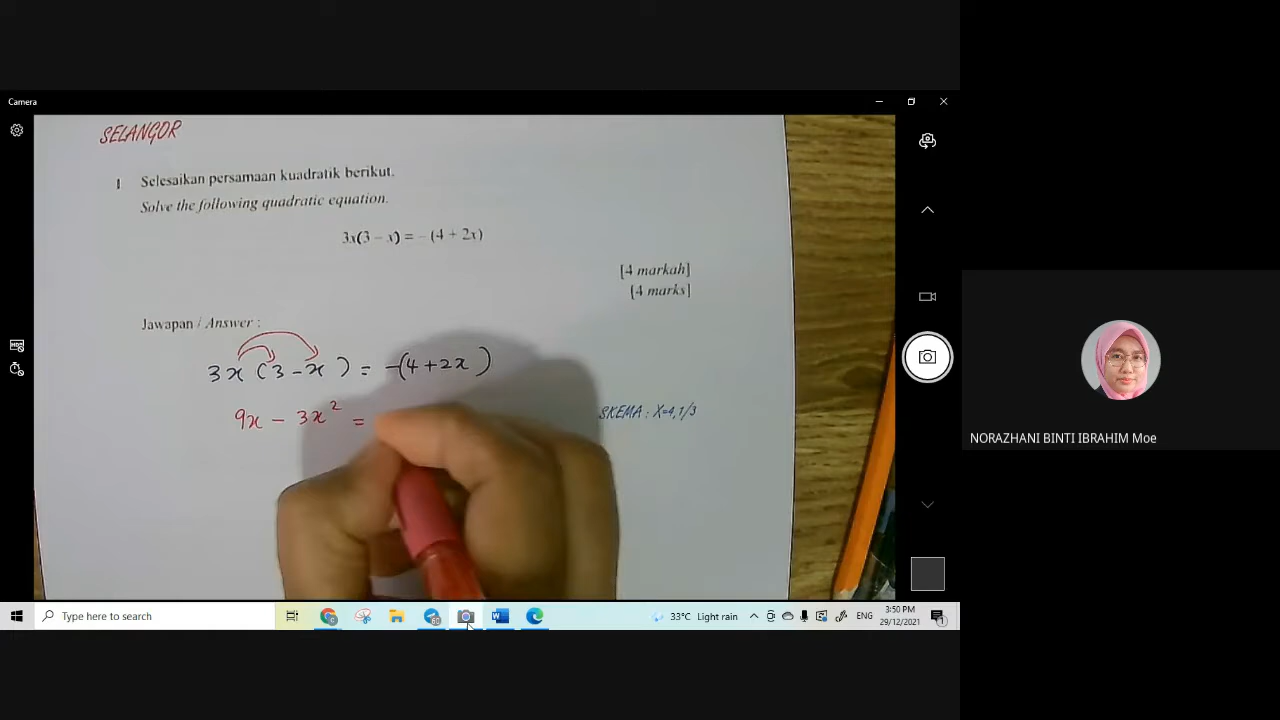 Camera
SELANGOR
1 Selesaikan persamaan kuadratik berikut.
Solve the following quadratic equation.
3x(3 − x) = − (4 + 2x)
[4 markah]
[4 marks]
Jawapan / Answer :
3x (3 − x ) = −(4 + 2x )
9x − 3x² =
SKEMA : X=4, 1/3
NORAZHANI BINTI IBRAHIM Moe
Type here to search
33°C Light rain
ENG
3:50 PM
29/12/2021